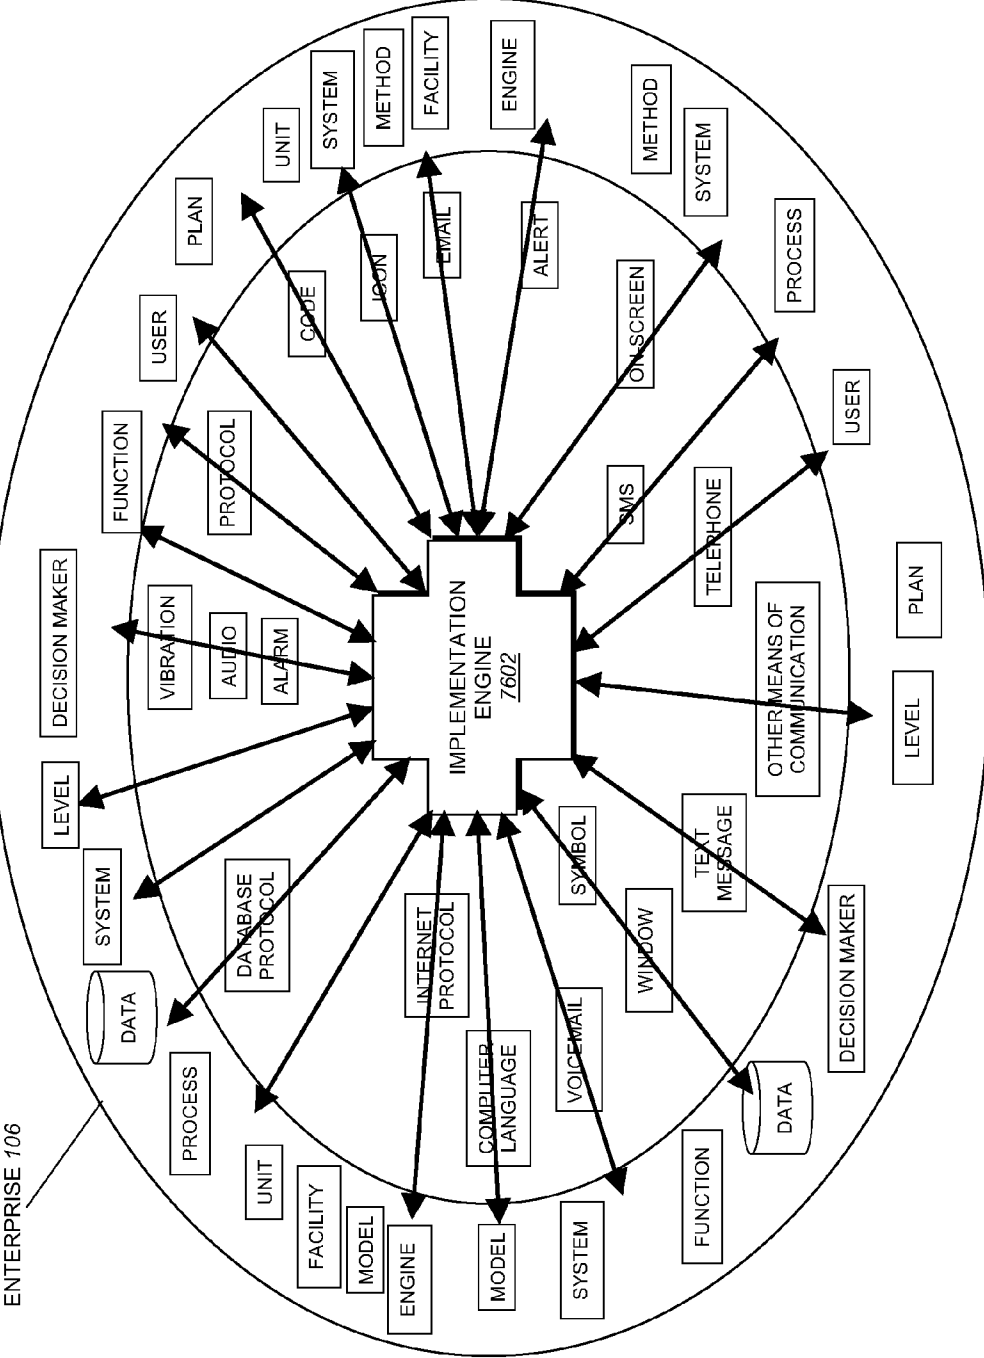 ENTERPRISE 106
DECISION MAKER
LEVEL
FUNCTION
SYSTEM
USER
DATA
PLAN
PROCESS
UNIT
UNIT
SYSTEM
FACILITY
METHOD
MODEL
FACILITY
ENGINE
ENGINE
MODEL
METHOD
SYSTEM
SYSTEM
FUNCTION
PROCESS
DATA
USER
DECISION MAKER
PLAN
LEVEL
VIBRATION
AUDIO
ALARM
PROTOCOL
CODE
ICON
EMAIL
ALERT
ON-SCREEN
SMS
TELEPHONE
OTHER MEANS OF
COMMUNICATION
TEXT
MESSAGE
SYMBOL
WINDOW
VOICEMAIL
COMPUTER
LANGUAGE
INTERNET
PROTOCOL
DATABASE
PROTOCOL
IMPLEMENTATION
ENGINE
7602